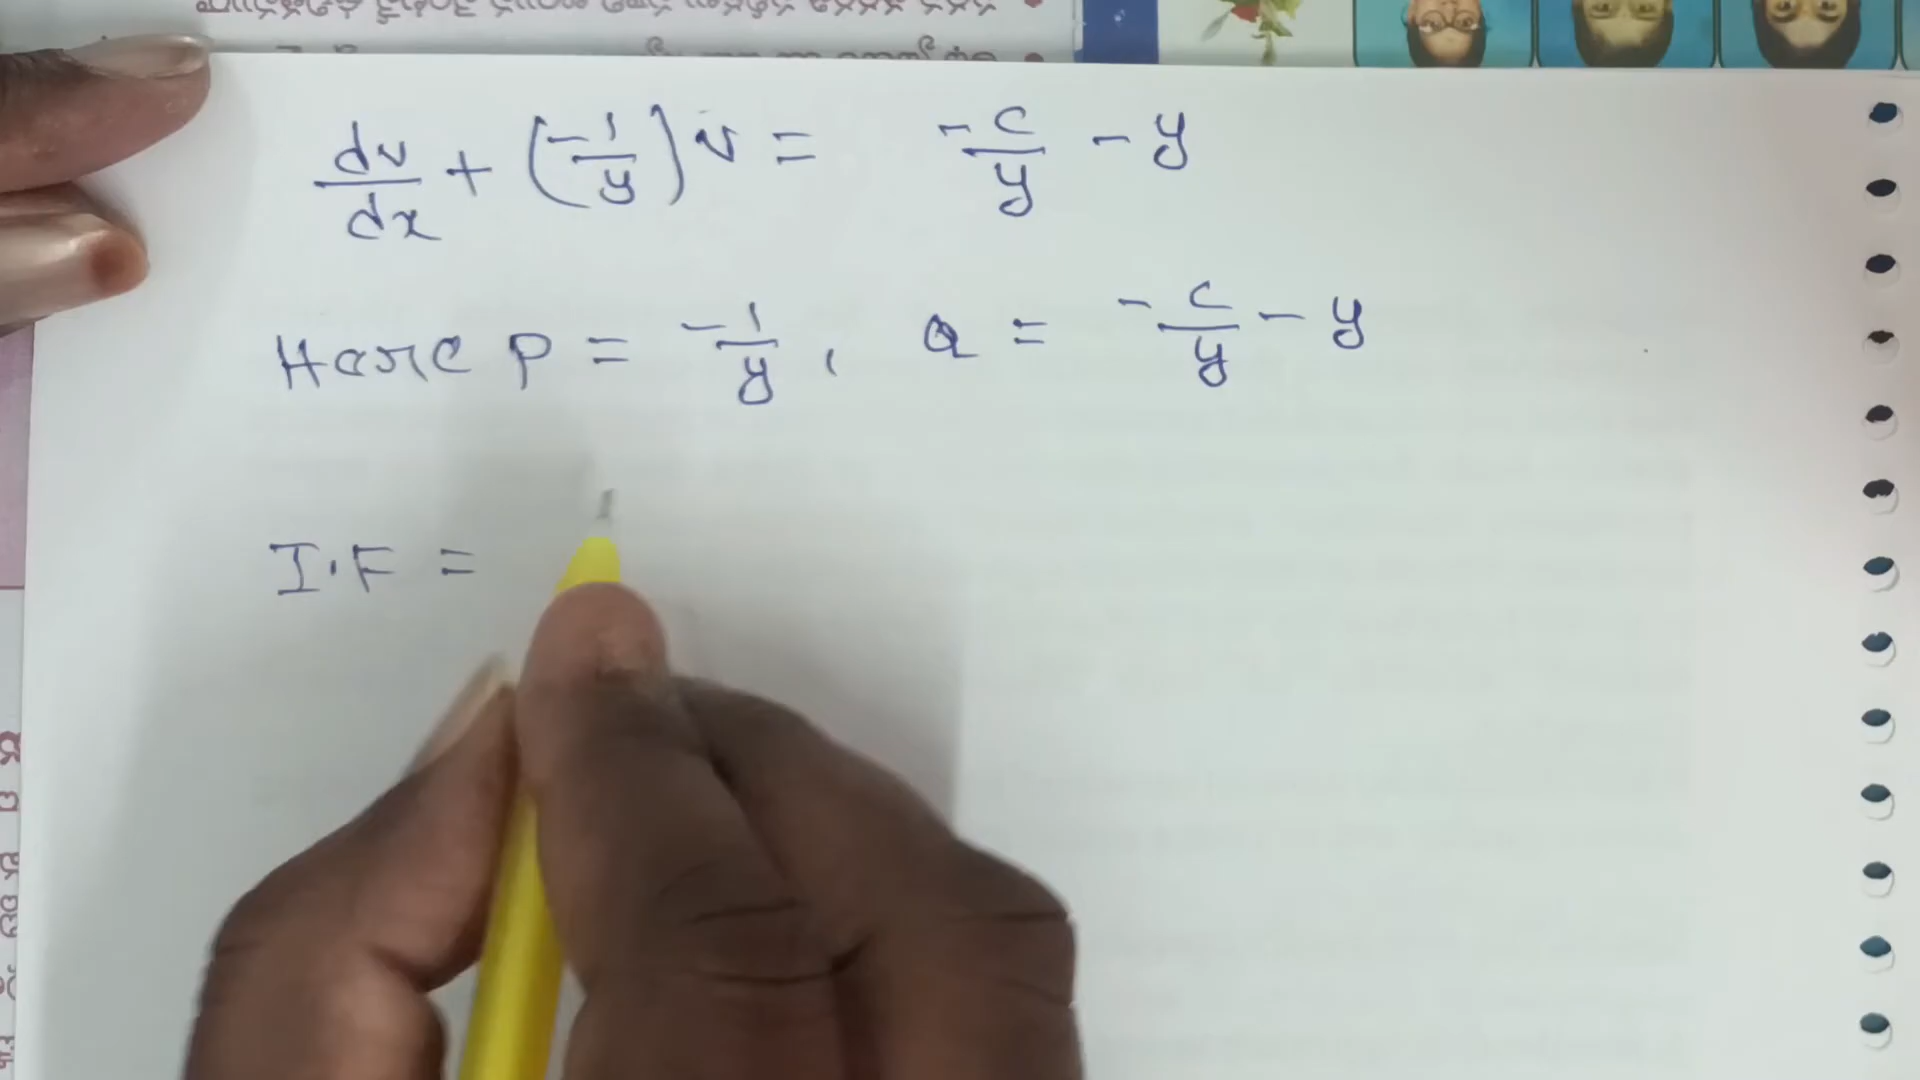 dv/dx + (-1/y) v = -c/y - y
Here P = -1/y , Q = -c/y - y
I.F =